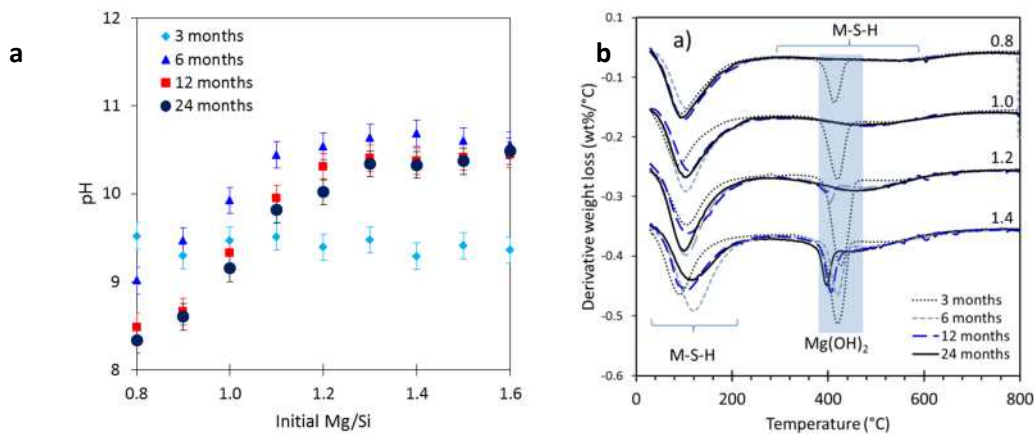 a
12
11
10
9
8
pH
3 months
6 months
12 months
24 months
0.8
1.0
1.2
1.4
1.6
Initial Mg/Si
b
a)
M-S-H
0.8
1.0
1.2
1.4
-0.1
-0.2
-0.3
-0.4
-0.5
-0.6
Derivative weight loss (wt%/°C)
M-S-H
Mg(OH)2
3 months
6 months
12 months
24 months
0
200
400
600
800
Temperature (°C)